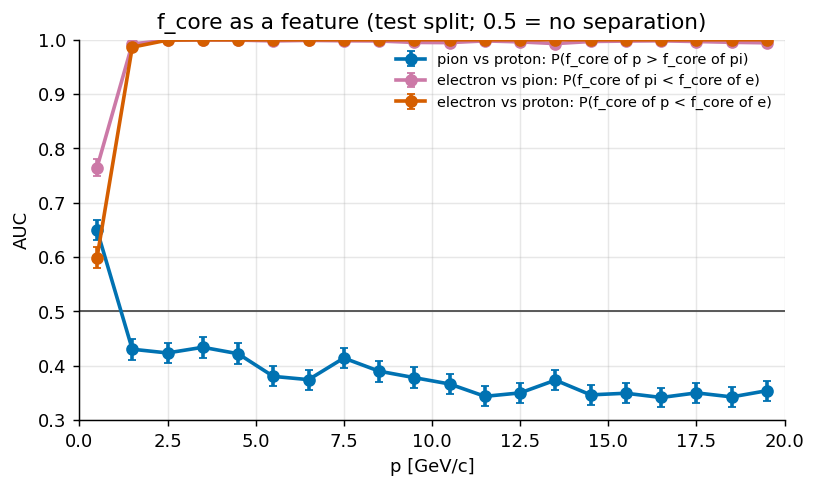 f_core as a feature (test split; 0.5 = no separation)
1.0
0.9
0.8
0.7
0.6
0.5
0.4
0.3
AUC
pion vs proton: P(f_core of p > f_core of pi)
electron vs pion: P(f_core of pi < f_core of e)
electron vs proton: P(f_core of p < f_core of e)
0.0 2.5 5.0 7.5 10.0 12.5 15.0 17.5 20.0
p [GeV/c]